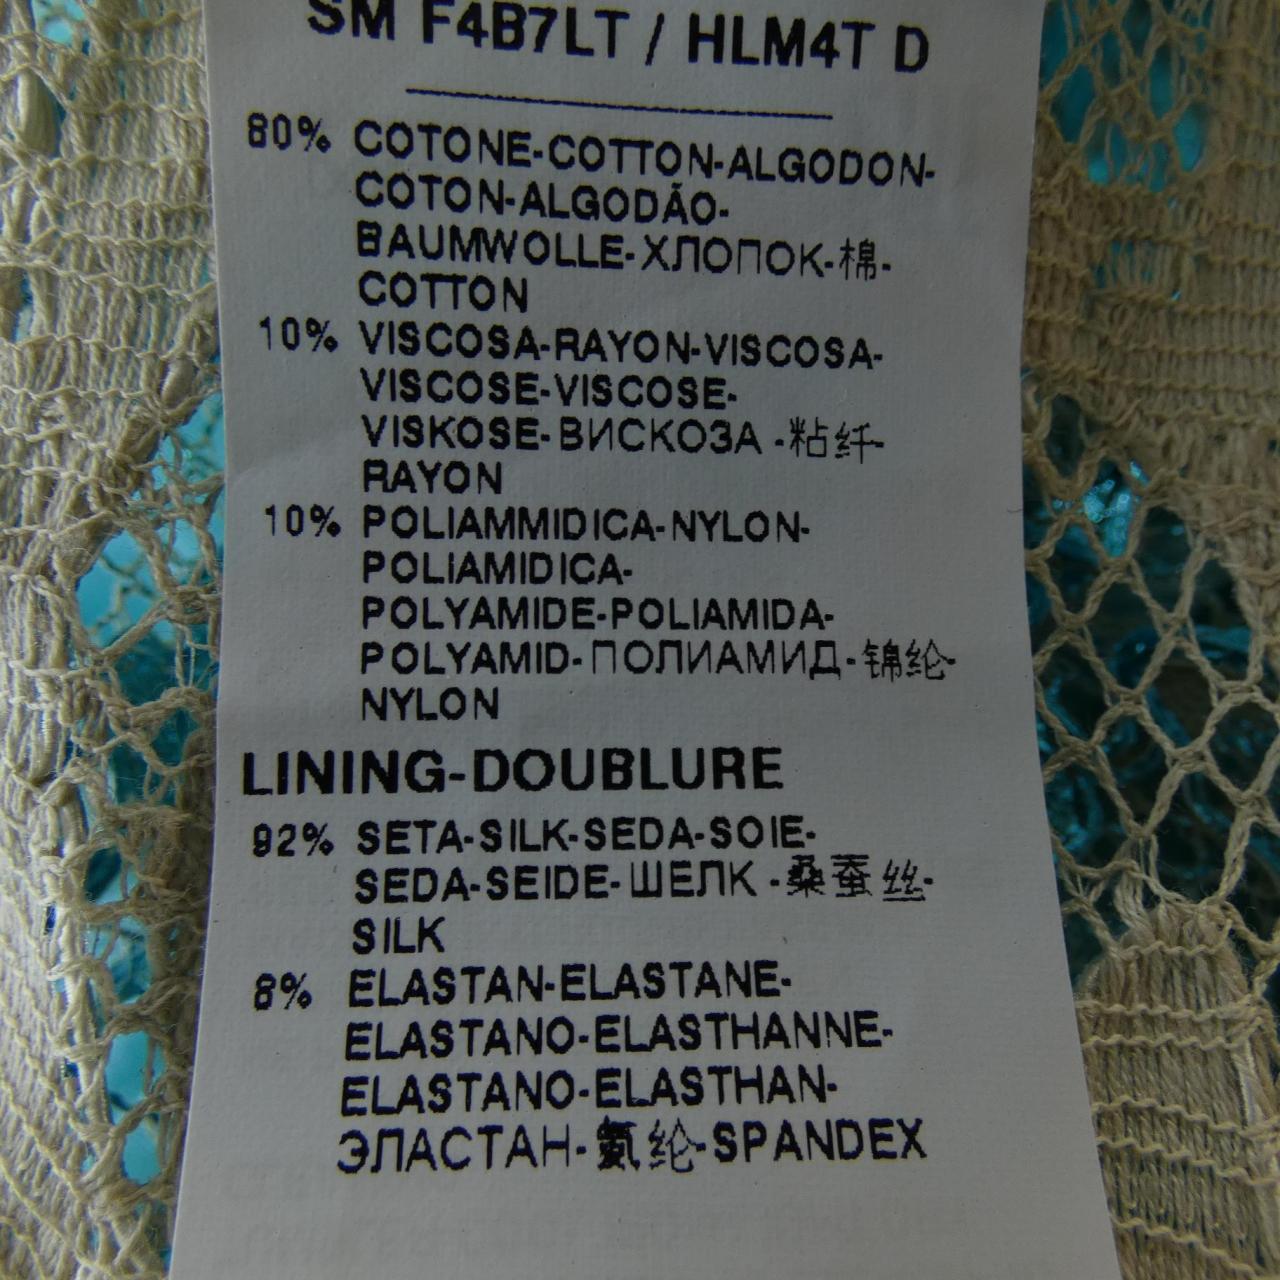 SM F4B7LT / HLM4T D
80% COTONE-COTTON-ALGODON-
COTON-ALGODÃO-
BAUMWOLLE-ХЛОПОК-棉-
COTTON
10% VISCOSA-RAYON-VISCOSA-
VISCOSE-VISCOSE-
VISKOSE-ВИСКОЗА-粘纤-
RAYON
10% POLIAMMIDICA-NYLON-
POLIAMIDICA-
POLYAMIDE-POLIAMIDA-
POLYAMID-ПОЛИАМИД-锦纶-
NYLON
LINING-DOUBLURE
92% SETA-SILK-SEDA-SOIE-
SEDA-SEIDE-ШЕЛК-桑蚕丝-
SILK
8% ELASTAN-ELASTANE-
ELASTANO-ELASTHANNE-
ELASTANO-ELASTHAN-
ЭЛАСТАН-氨纶-SPANDEX